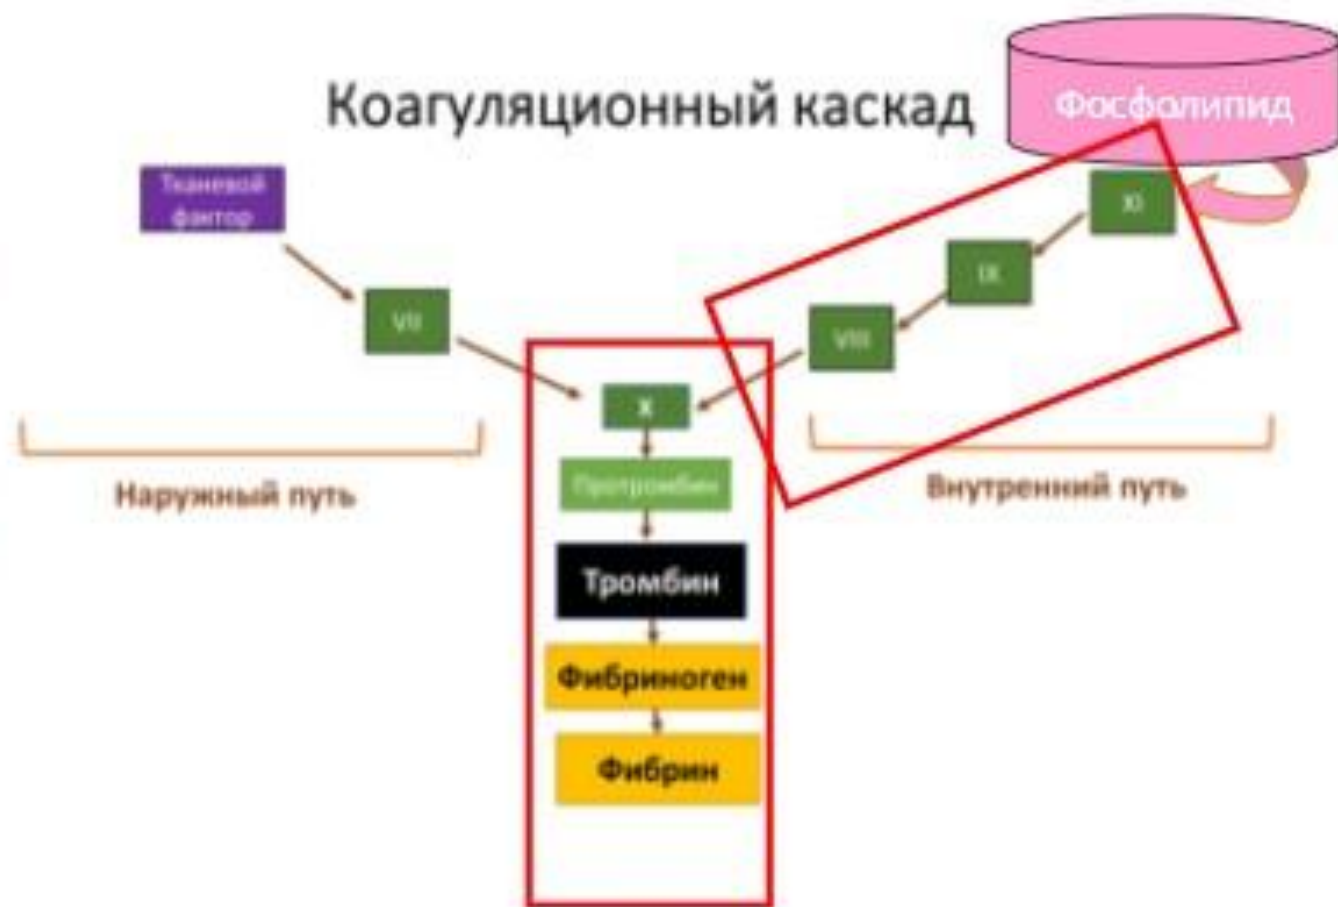 Коагуляционный каскад
Фосфолипид
Тканевой
фактор
XI
IX
VII
VIII
X
Протромбин
Наружный путь
Внутренний путь
Тромбин
Фибриноген
Фибрин